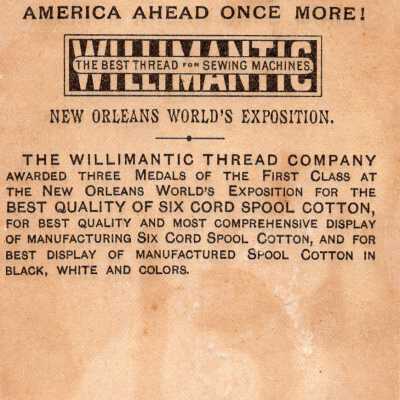 AMERICA AHEAD ONCE MORE!
WILLIMANTIC
THE BEST THREAD FOR SEWING MACHINES.
NEW ORLEANS WORLD'S EXPOSITION.
THE WILLIMANTIC THREAD COMPANY
AWARDED THREE MEDALS OF THE FIRST CLASS AT
THE NEW ORLEANS WORLD'S EXPOSITION FOR THE
BEST QUALITY OF SIX CORD SPOOL COTTON,
FOR BEST QUALITY AND MOST COMPREHENSIVE DISPLAY
OF MANUFACTURING SIX CORD SPOOL COTTON, AND FOR
BEST DISPLAY OF MANUFACTURED SPOOL COTTON IN
BLACK, WHITE AND COLORS.